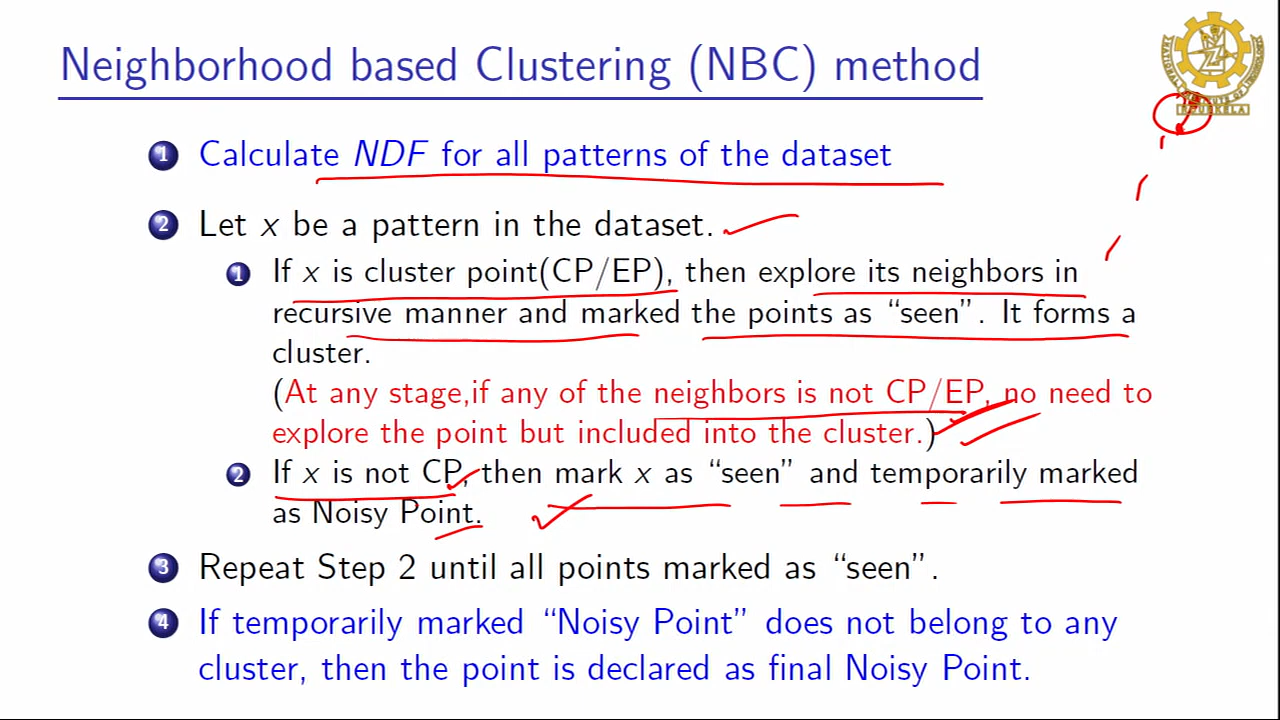 Neighborhood based Clustering (NBC) method
1 Calculate NDF for all patterns of the dataset
2 Let x be a pattern in the dataset.
1 If x is cluster point(CP/EP), then explore its neighbors in
recursive manner and marked the points as “seen”. It forms a
cluster.
(At any stage,if any of the neighbors is not CP/EP, no need to
explore the point but included into the cluster.)
2 If x is not CP, then mark x as “seen” and temporarily marked
as Noisy Point.
3 Repeat Step 2 until all points marked as “seen”.
4 If temporarily marked “Noisy Point” does not belong to any
cluster, then the point is declared as final Noisy Point.